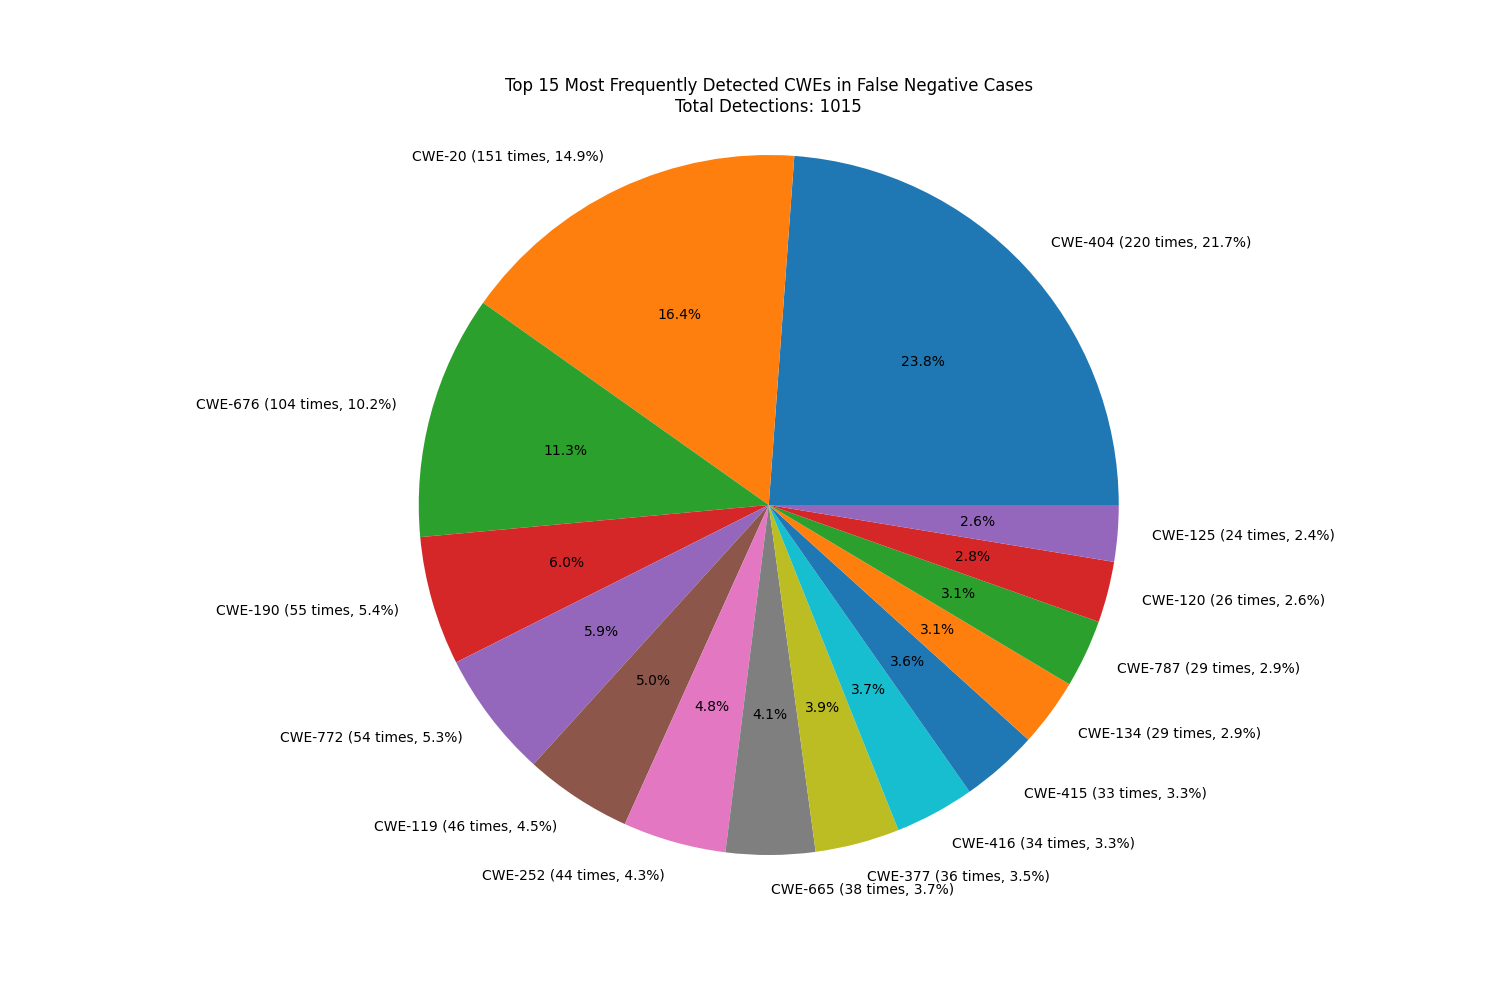 Top 15 Most Frequently Detected CWEs in False Negative Cases
Total Detections: 1015
CWE-20 (151 times, 14.9%)
CWE-404 (220 times, 21.7%)
16.4%
23.8%
CWE-676 (104 times, 10.2%)
11.3%
2.6%
CWE-125 (24 times, 2.4%)
2.8%
6.0%
3.1%
CWE-120 (26 times, 2.6%)
CWE-190 (55 times, 5.4%)
5.9%
3.1%
3.6%
CWE-787 (29 times, 2.9%)
5.0%
3.7%
4.8%
3.9%
4.1%
CWE-134 (29 times, 2.9%)
CWE-772 (54 times, 5.3%)
CWE-415 (33 times, 3.3%)
CWE-119 (46 times, 4.5%)
CWE-416 (34 times, 3.3%)
CWE-252 (44 times, 4.3%)
CWE-377 (36 times, 3.5%)
CWE-665 (38 times, 3.7%)